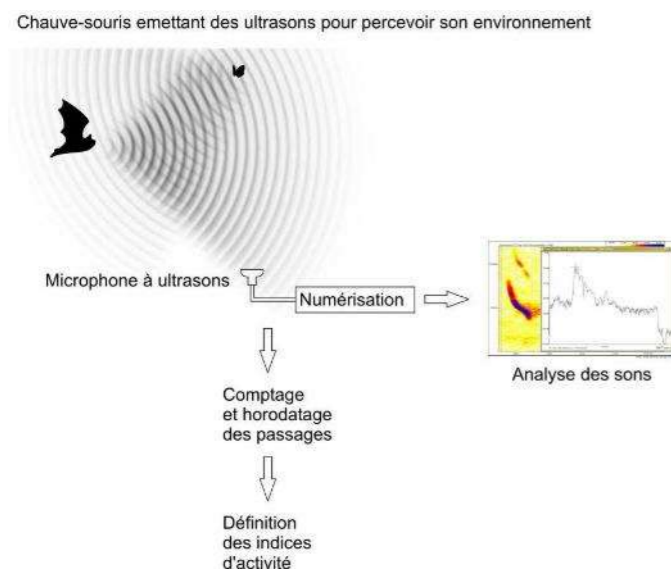 Chauve-souris emettant des ultrasons pour percevoir son environnement
Microphone à ultrasons
Numérisation
Analyse des sons
Comptage
et horodatage
des passages
Définition
des indices
d'activité